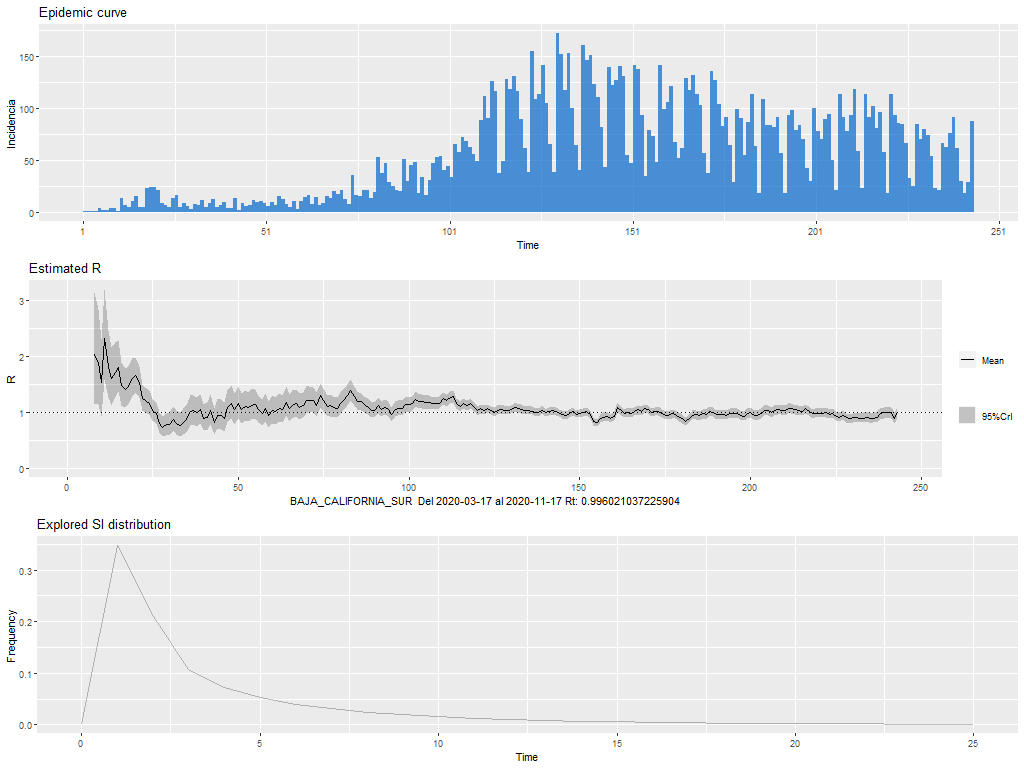 Epidemic curve
Incidencia
150
100
50
0
1
51
101
151
201
251
Time
Estimated R
R
3
2
1
0
0
50
100
150
200
250
BAJA_CALIFORNIA_SUR Del 2020-03-17 al 2020-11-17 Rt: 0.996021037225904
Mean
95%CrI
Explored SI distribution
Frequency
0.3
0.2
0.1
0.0
0
5
10
15
20
25
Time